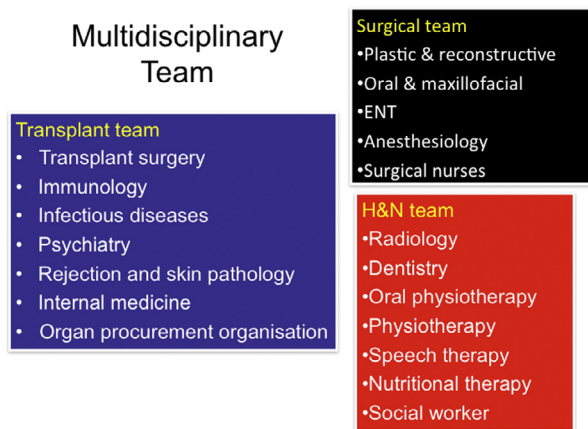 Multidisciplinary
Team
Transplant team
• Transplant surgery
• Immunology
• Infectious diseases
• Psychiatry
• Rejection and skin pathology
• Internal medicine
• Organ procurement organisation
Surgical team
•Plastic & reconstructive
•Oral & maxillofacial
•ENT
•Anesthesiology
•Surgical nurses
H&N team
•Radiology
•Dentistry
•Oral physiotherapy
•Physiotherapy
•Speech therapy
•Nutritional therapy
•Social worker